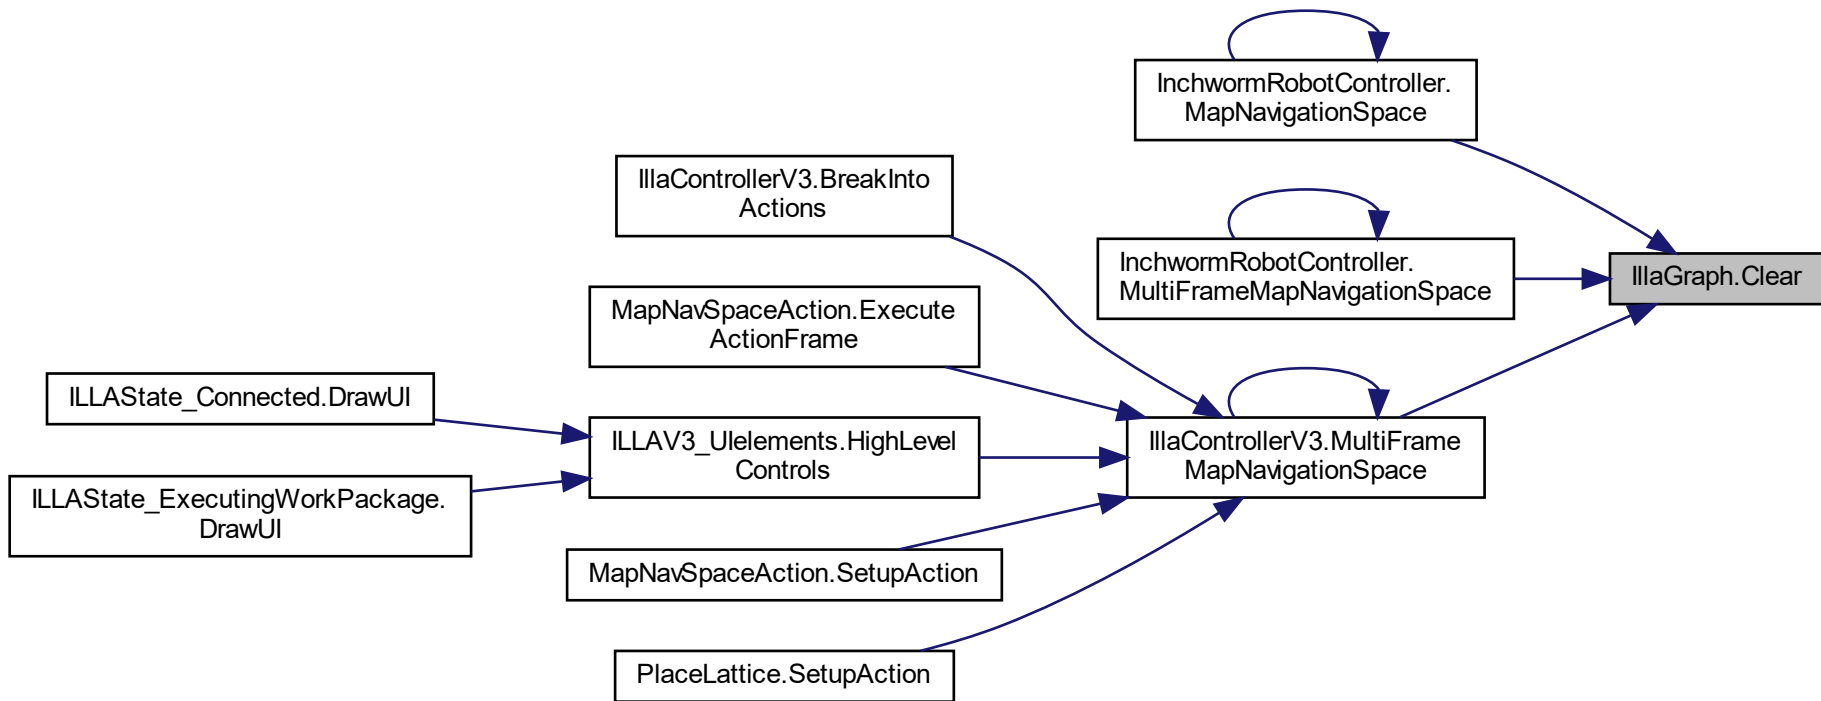 InchwormRobotController.
MapNavigationSpace
IllaControllerV3.BreakInto
Actions
InchwormRobotController.
MultiFrameMapNavigationSpace
IllaGraph.Clear
MapNavSpaceAction.Execute
ActionFrame
ILLAState_Connected.DrawUI
ILLAV3_UIelements.HighLevel
Controls
IllaControllerV3.MultiFrame
MapNavigationSpace
ILLAState_ExecutingWorkPackage.
DrawUI
MapNavSpaceAction.SetupAction
PlaceLattice.SetupAction